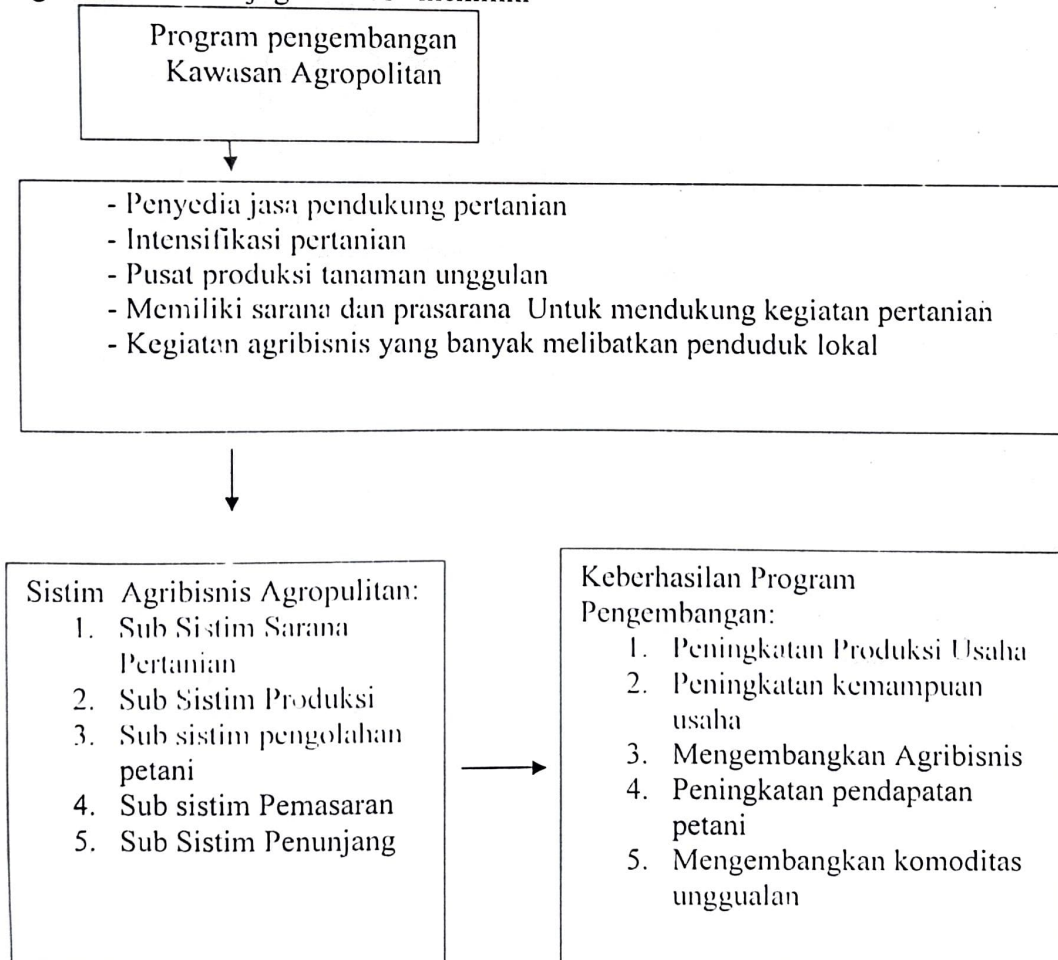 Program pengembangan
Kawasan Agropolitan
- Penyedia jasa pendukung pertanian
- Intensifikasi pertanian
- Pusat produksi tanaman unggulan
- Memiliki sarana dan prasarana Untuk mendukung kegiatan pertanian
- Kegiatan agribisnis yang banyak melibatkan penduduk lokal
Sistim Agribisnis Agropulitan:
1. Sub Sistim Sarana
Pertanian
2. Sub Sistim Produksi
3. Sub sistim pengolahan
petani
4. Sub sistim Pemasaran
5. Sub Sistim Penunjang
Keberhasilan Program
Pengembangan:
1. Peningkatan Produksi Usaha
2. Peningkatan kemampuan
usaha
3. Mengembangkan Agribisnis
4. Peningkatan pendapatan
petani
5. Mengembangkan komoditas
unggualan